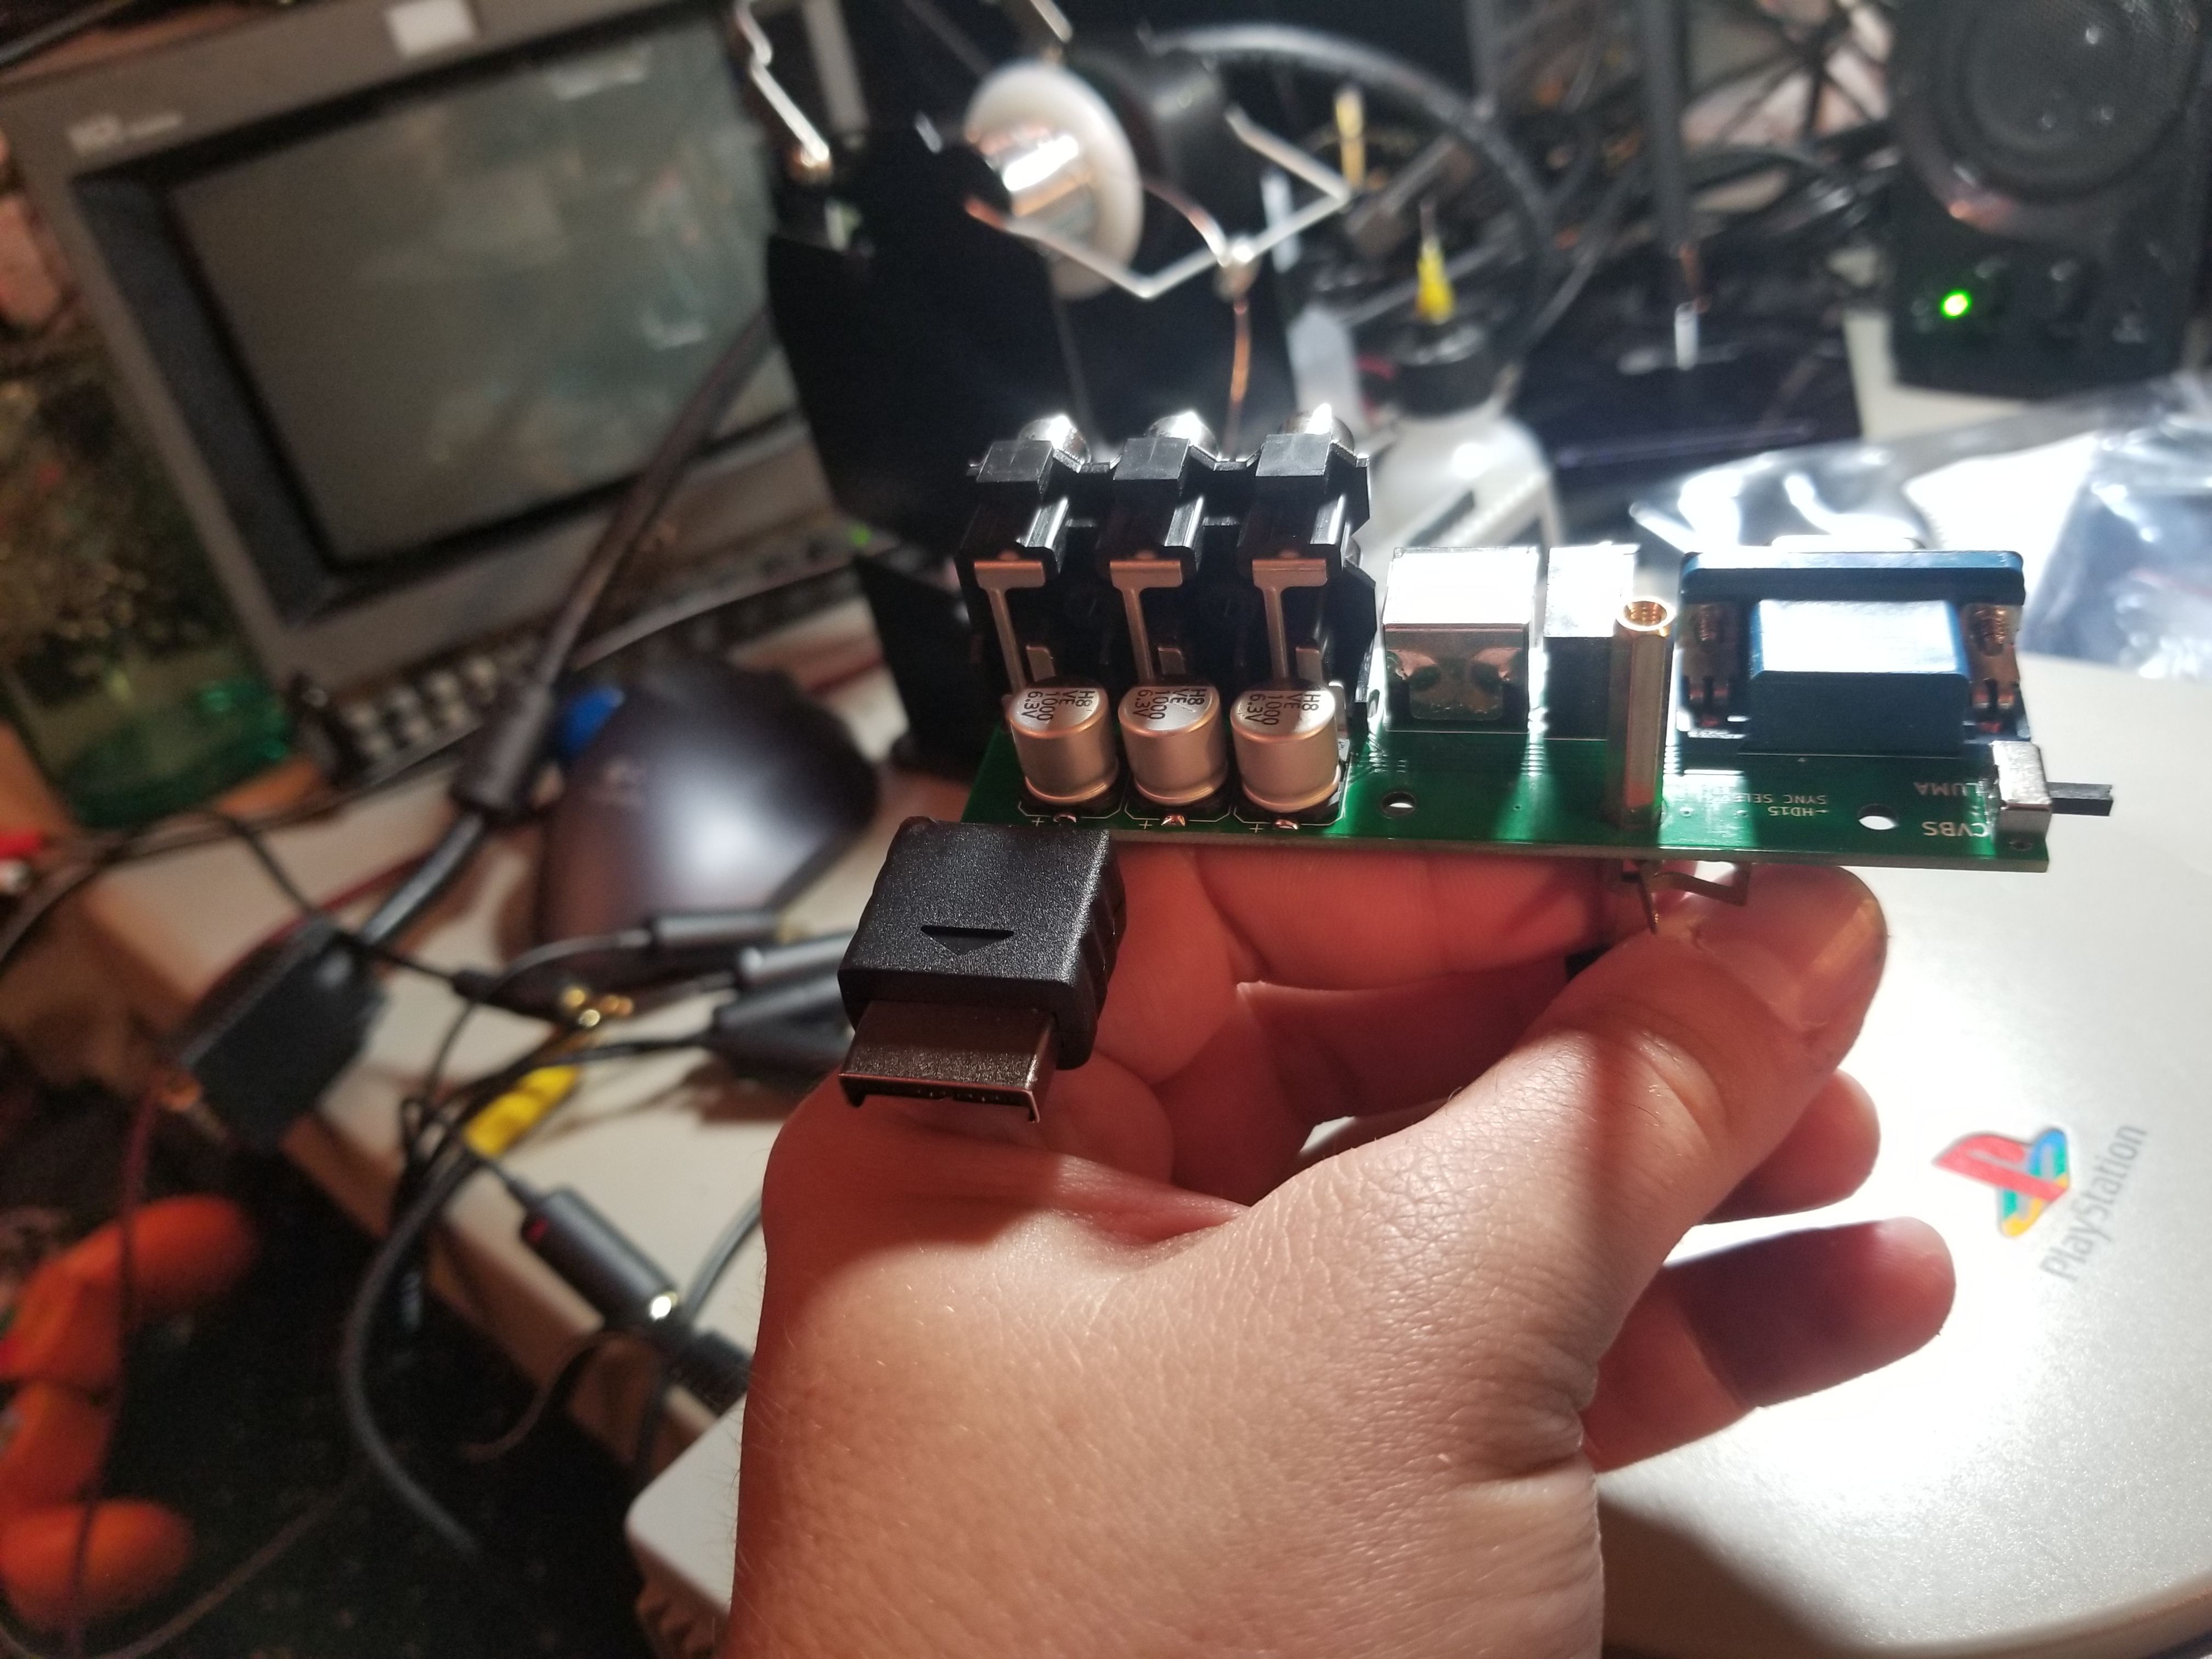 H8
VE
1000
6.3V
H8
VE
1000
6.3V
H8
VE
1000
6.3V
+
+
+
LUMA
SYNC
-HD15
CVBS
PlayStation